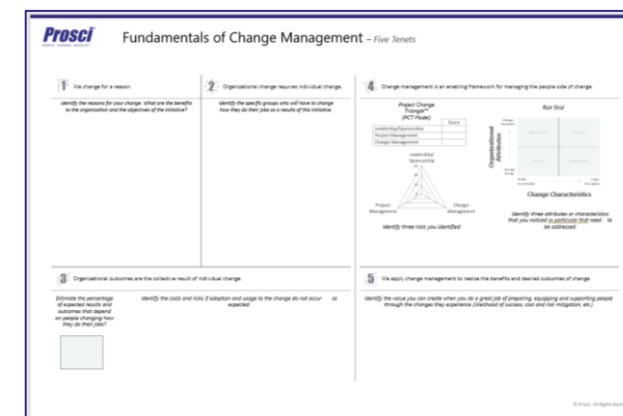 Prosci
Fundamentals of Change Management – Five Tenets
1 We change for a reason.
Identify the reasons for your change. What are the benefits
to the organization and the objectives of the initiative?
2 Organizational change requires individual change.
Identify the specific groups who will have to change
how they do their jobs as a results of this initiative.
3 Organizational outcomes are the collective result of individual change.
Estimate the percentage
of expected results and
outcomes that depend
on people changing how
they do their jobs?
Identify the costs and risks if adoption and usage to the change do not occur as
expected.
4 Change management is an enabling framework for managing the people side of change.
Project Change
Triangle™
(PCT Model)
Score
Leadership/Sponsorship
Project Management
Change Management
Leadership/
Sponsorship
Project
Management
Change
Management
Identify three risks you identified
Risk Grid
Organizational
Attributes
Change Characteristics
Identify three attributes or characteristics
that you noticed in particular that need to
be addressed:
5 We apply change management to realize the benefits and desired outcomes of change.
Identify the value you can create when you do a great job of preparing, equipping and supporting people
through the changes they experience (likelihood of success, cost and risk mitigation, etc.)
© Prosci. All Rights